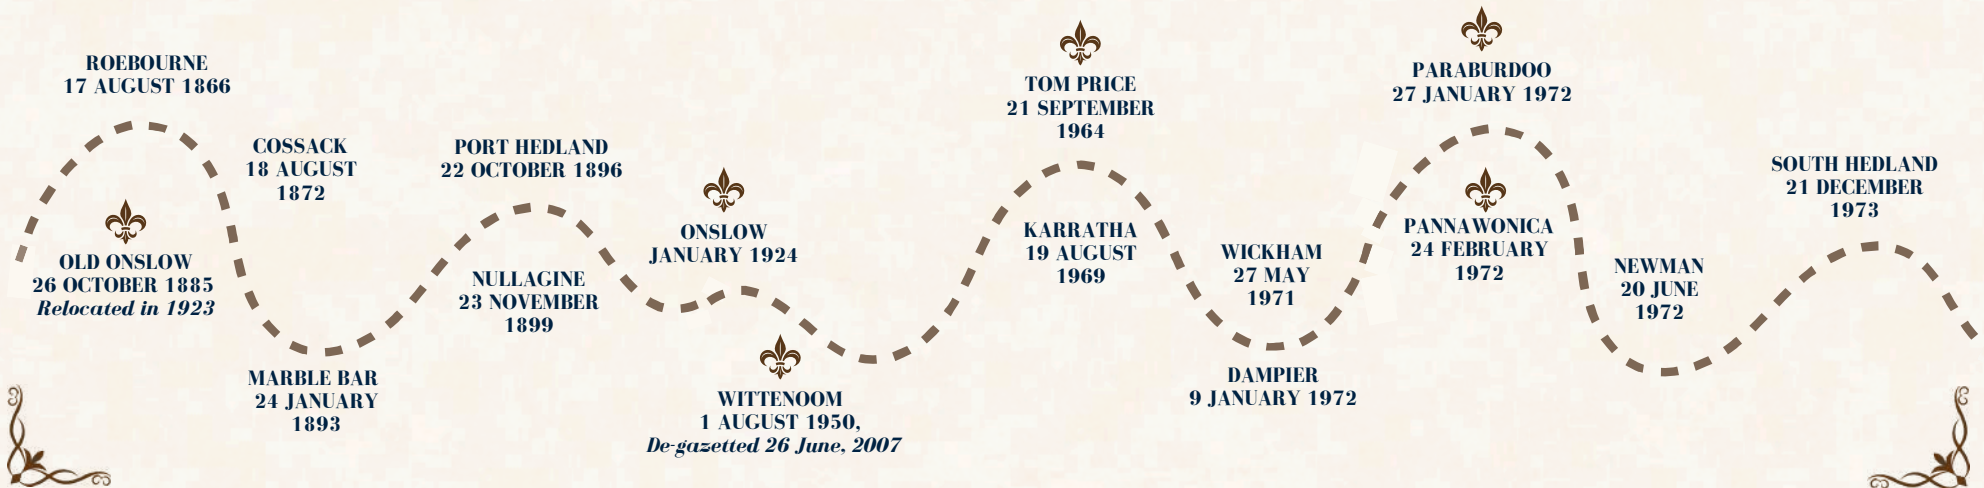 ROEBOURNE
17 AUGUST 1866
OLD ONSLOW
26 OCTOBER 1885
Relocated in 1923
COSSACK
18 AUGUST
1872
MARBLE BAR
24 JANUARY
1893
PORT HEDLAND
22 OCTOBER 1896
NULLAGINE
23 NOVEMBER
1899
ONSLOW
JANUARY 1924
WITTENOOM
1 AUGUST 1950,
De-gazetted 26 June, 2007
TOM PRICE
21 SEPTEMBER
1964
KARRATHA
19 AUGUST
1969
WICKHAM
27 MAY
1971
DAMPIER
9 JANUARY 1972
PARABURDOO
27 JANUARY 1972
PANNAWONICA
24 FEBRUARY
1972
NEWMAN
20 JUNE
1972
SOUTH HEDLAND
21 DECEMBER
1973